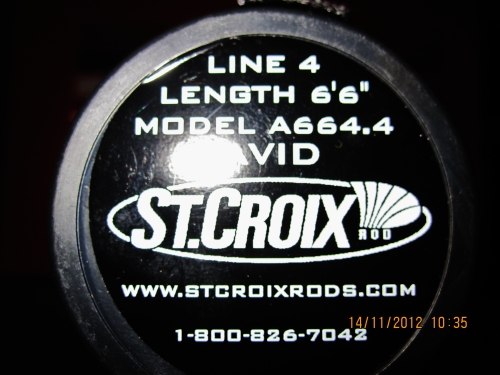 LINE 4
LENGTH 6'6"
MODEL A664.4
AVID
ST.CROIX
ROD
WWW.STCROIXRODS.COM
1-800-826-7042
14/11/2012 10:35